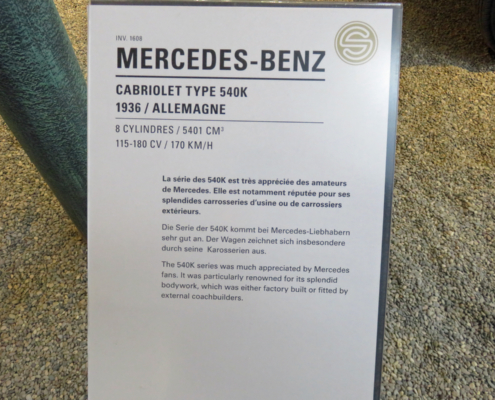 INV. 1608
MERCEDES-BENZ
CABRIOLET TYPE 540K
1936 / ALLEMAGNE
8 CYLINDRES / 5401 CM³
115-180 CV / 170 KM/H
La série des 540K est très appréciée des amateurs
de Mercedes. Elle est notamment réputée pour ses
splendides carrosseries d'usine ou de carrossiers
extérieurs.
Die Serie der 540K kommt bei Mercedes-Liebhabern
sehr gut an. Der Wagen zeichnet sich insbesondere
durch seine Karosserien aus.
The 540K series was much appreciated by Mercedes
fans. It was particularly renowned for its splendid
bodywork, which was either factory built or fitted by
external coachbuilders.